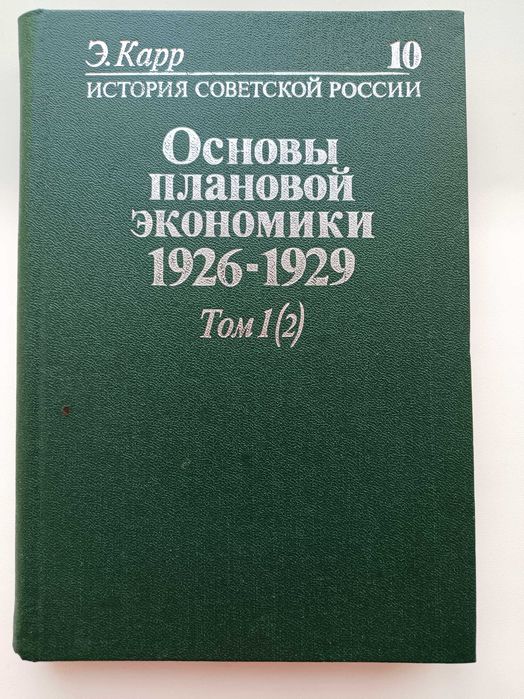 Э. Карр 10
ИСТОРИЯ СОВЕТСКОЙ РОССИИ
Основы
плановой
экономики
1926-1929
Том 1(2)